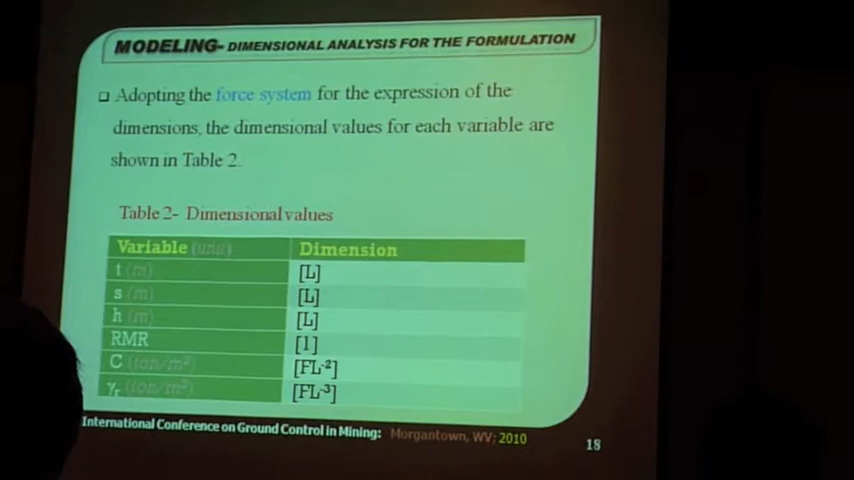 MODELING- DIMENSIONAL ANALYSIS FOR THE FORMULATION
❑ Adopting the force system for the expression of the
dimensions, the dimensional values for each variable are
shown in Table 2.
Table 2- Dimensional values
Variable (unit) Dimension
t (m) [L]
s (m) [L]
h (m) [L]
RMR [1]
C (ton/m²) [FL⁻²]
γr (ton/m³) [FL⁻³]
International Conference on Ground Control in Mining: Morgantown, WV; 2010
18